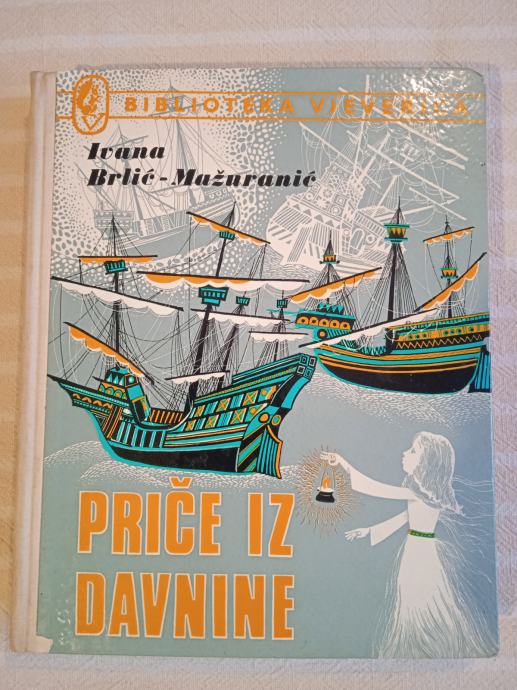 BIBLIOTEKA VJEVERICA
Ivana
Brlić-Mažuranić
PRIČE IZ
DAVNINE